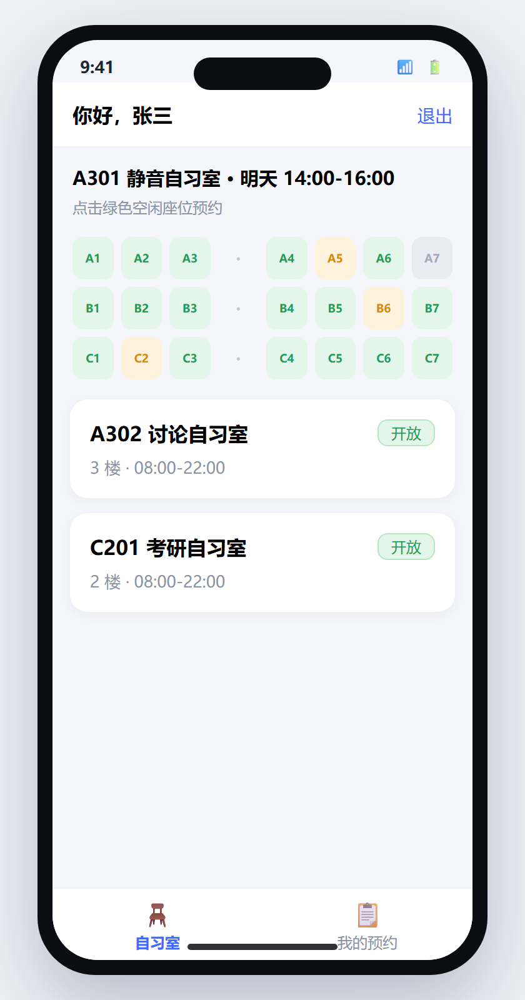 9:41
你好，张三
退出
A301 静音自习室 · 明天 14:00-16:00
点击绿色空闲座位预约
A1 A2 A3 · A4 A5 A6 A7
B1 B2 B3 · B4 B5 B6 B7
C1 C2 C3 · C4 C5 C6 C7
A302 讨论自习室
开放
3 楼 · 08:00-22:00
C201 考研自习室
开放
2 楼 · 08:00-22:00
自习室
我的预约